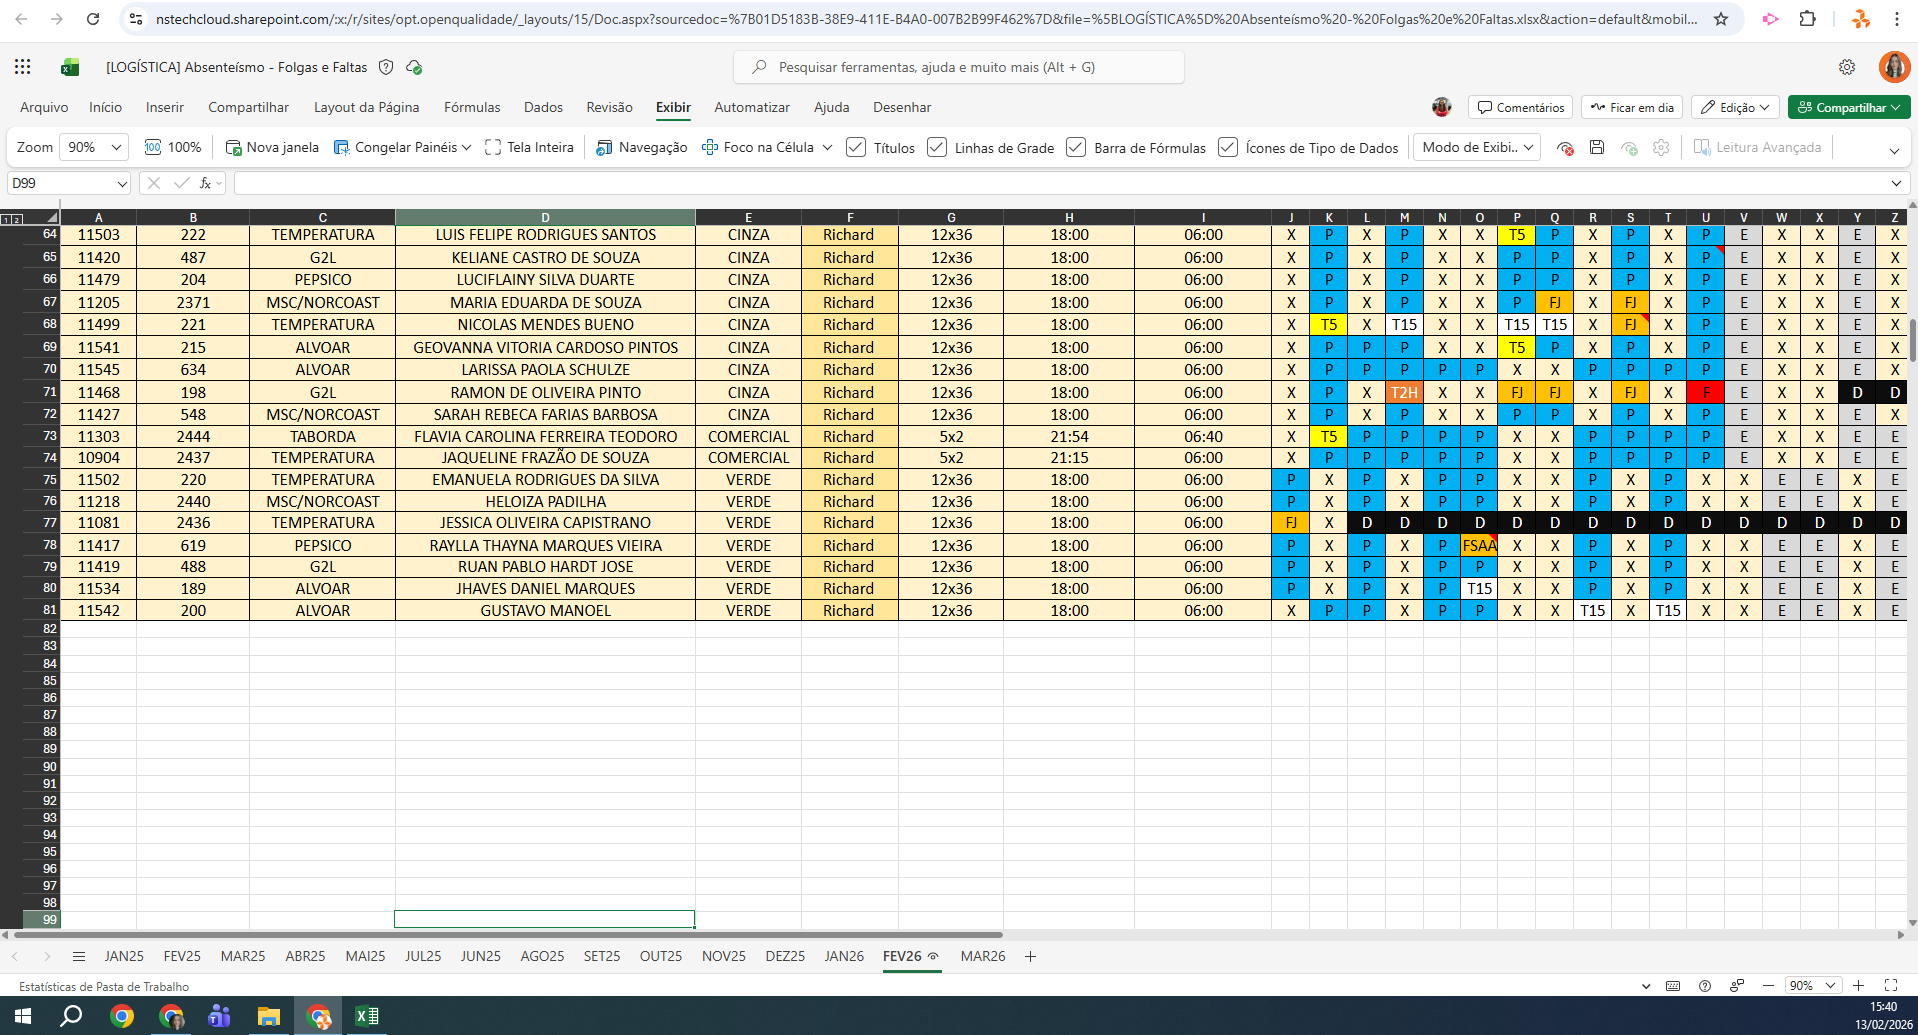 nstechcloud.sharepoint.com/:x:/r/sites/opt.openqualidade/_layouts/15/Doc.aspx?sourcedoc=%7B01D5183B-38E9-411E-B4A0-007B2B99F462%7D&file=%5BLOGÍSTICA%5D%20Absenteísmo%20-%20Folgas%20e%20Faltas.xlsx&action=default&mobil...
[LOGÍSTICA] Absenteísmo - Folgas e Faltas
Pesquisar ferramentas, ajuda e muito mais (Alt + G)
Arquivo Início Inserir Compartilhar Layout da Página Fórmulas Dados Revisão Exibir Automatizar Ajuda Desenhar Comentários Ficar em dia Edição Compartilhar
Zoom 90% 100% Nova janela Congelar Painéis Tela Inteira Navegação Foco na Célula Títulos Linhas de Grade Barra de Fórmulas Ícones de Tipo de Dados Modo de Exibi.. Leitura Avançada
D99 fx
1 2 A B C D E F G H I J K L M N O P Q R S T U V W X Y Z
64 11503 222 TEMPERATURA LUIS FELIPE RODRIGUES SANTOS CINZA Richard 12x36 18:00 06:00 X P X P X X T5 P X P X P E X X E X
65 11420 487 G2L KELIANE CASTRO DE SOUZA CINZA Richard 12x36 18:00 06:00 X P X P X X P P X P X P E X X E X
66 11479 204 PEPSICO LUCIFLAINY SILVA DUARTE CINZA Richard 12x36 18:00 06:00 X P X P X X P P X P X P E X X E X
67 11205 2371 MSC/NORCOAST MARIA EDUARDA DE SOUZA CINZA Richard 12x36 18:00 06:00 X P X P X X P FJ X FJ X P E X X E X
68 11499 221 TEMPERATURA NICOLAS MENDES BUENO CINZA Richard 12x36 18:00 06:00 X T5 X T15 X X T15 T15 X FJ X P E X X E X
69 11541 215 ALVOAR GEOVANNA VITORIA CARDOSO PINTOS CINZA Richard 12x36 18:00 06:00 X P P P X X T5 P X P X P E X X E X
70 11545 634 ALVOAR LARISSA PAOLA SCHULZE CINZA Richard 12x36 18:00 06:00 X P P P P P X X P P P P E X X E X
71 11468 198 G2L RAMON DE OLIVEIRA PINTO CINZA Richard 12x36 18:00 06:00 X P X T2H X X FJ FJ X FJ X F E X X D D
72 11427 548 MSC/NORCOAST SARAH REBECA FARIAS BARBOSA CINZA Richard 12x36 18:00 06:00 X P X P X X P P X P X P E X X E X
73 11303 2444 TABORDA FLAVIA CAROLINA FERREIRA TEODORO COMERCIAL Richard 5x2 21:54 06:40 X T5 P P P P X X P P P P E X X E E
74 10904 2437 TEMPERATURA JAQUELINE FRAZÃO DE SOUZA COMERCIAL Richard 5x2 21:15 06:00 X P P P P P X X P P P P E X X E E
75 11502 220 TEMPERATURA EMANUELA RODRIGUES DA SILVA VERDE Richard 12x36 18:00 06:00 P X P X P P X X P X P X X E E X E
76 11218 2440 MSC/NORCOAST HELOIZA PADILHA VERDE Richard 12x36 18:00 06:00 P X P X P P X X P X P X X E E X E
77 11081 2436 TEMPERATURA JESSICA OLIVEIRA CAPISTRANO VERDE Richard 12x36 18:00 06:00 FJ X D D D D D D D D D D D D D D D
78 11417 619 PEPSICO RAYLLA THAYNA MARQUES VIEIRA VERDE Richard 12x36 18:00 06:00 P X P X P FSAA X X P X P X X E E X E
79 11419 488 G2L RUAN PABLO HARDT JOSE VERDE Richard 12x36 18:00 06:00 P X P X P P X X P X P X X E E X E
80 11534 189 ALVOAR JHAVES DANIEL MARQUES VERDE Richard 12x36 18:00 06:00 P X P X P T15 X X P X P X X E E X E
81 11542 200 ALVOAR GUSTAVO MANOEL VERDE Richard 12x36 18:00 06:00 X P P X P P X X T15 X T15 X X E E X E
82
83
84
85
86
87
88
89
90
91
92
93
94
95
96
97
98
99
JAN25 FEV25 MAR25 ABR25 MAI25 JUL25 JUN25 AGO25 SET25 OUT25 NOV25 DEZ25 JAN26 FEV26 MAR26
Estatísticas de Pasta de Trabalho 90%
15:40
13/02/2026